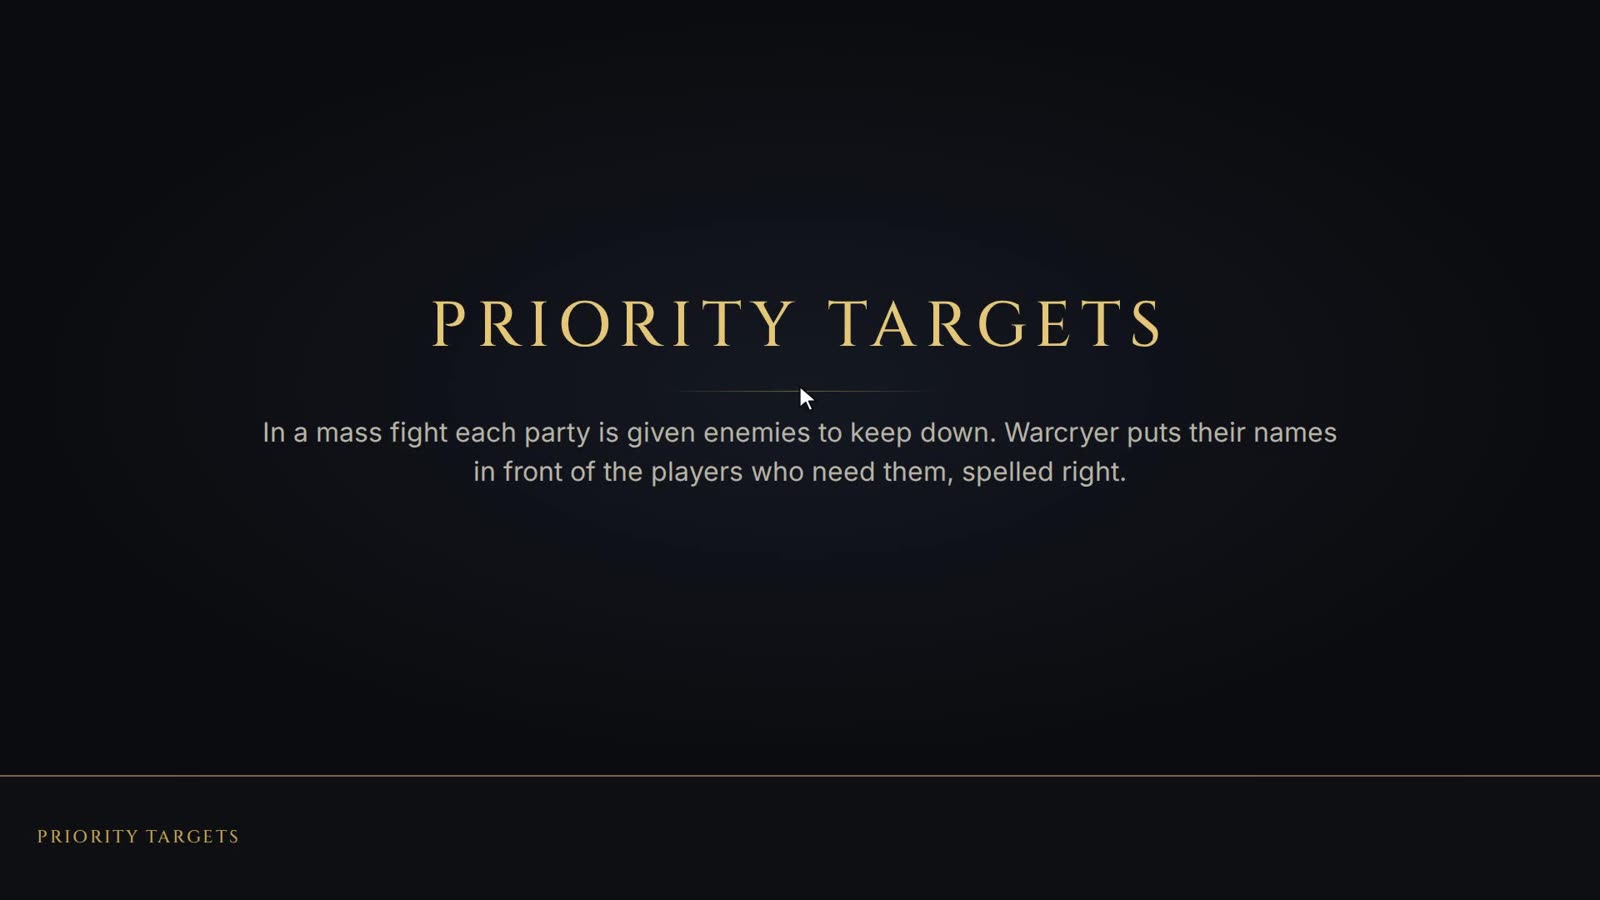 PRIORITY TARGETS
In a mass fight each party is given enemies to keep down. Warcryer puts their names
in front of the players who need them, spelled right.
PRIORITY TARGETS